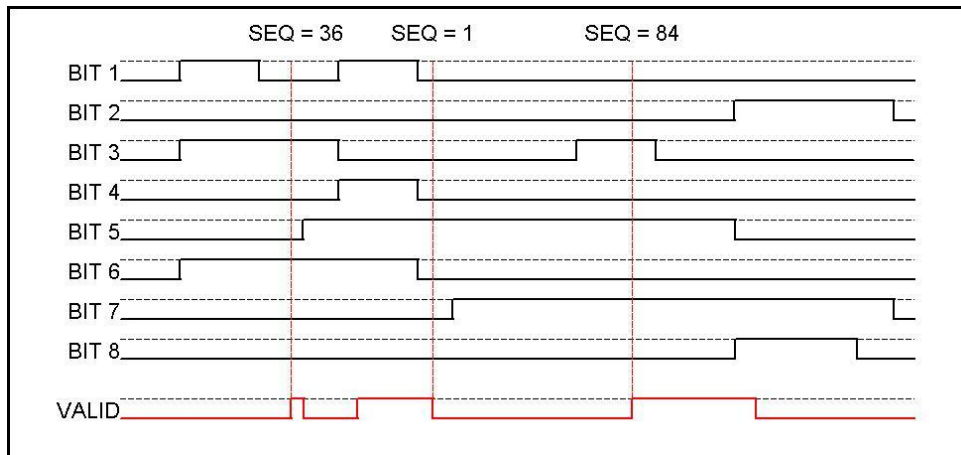 SEQ = 36 SEQ = 1 SEQ = 84
BIT 1
BIT 2
BIT 3
BIT 4
BIT 5
BIT 6
BIT 7
BIT 8
VALID